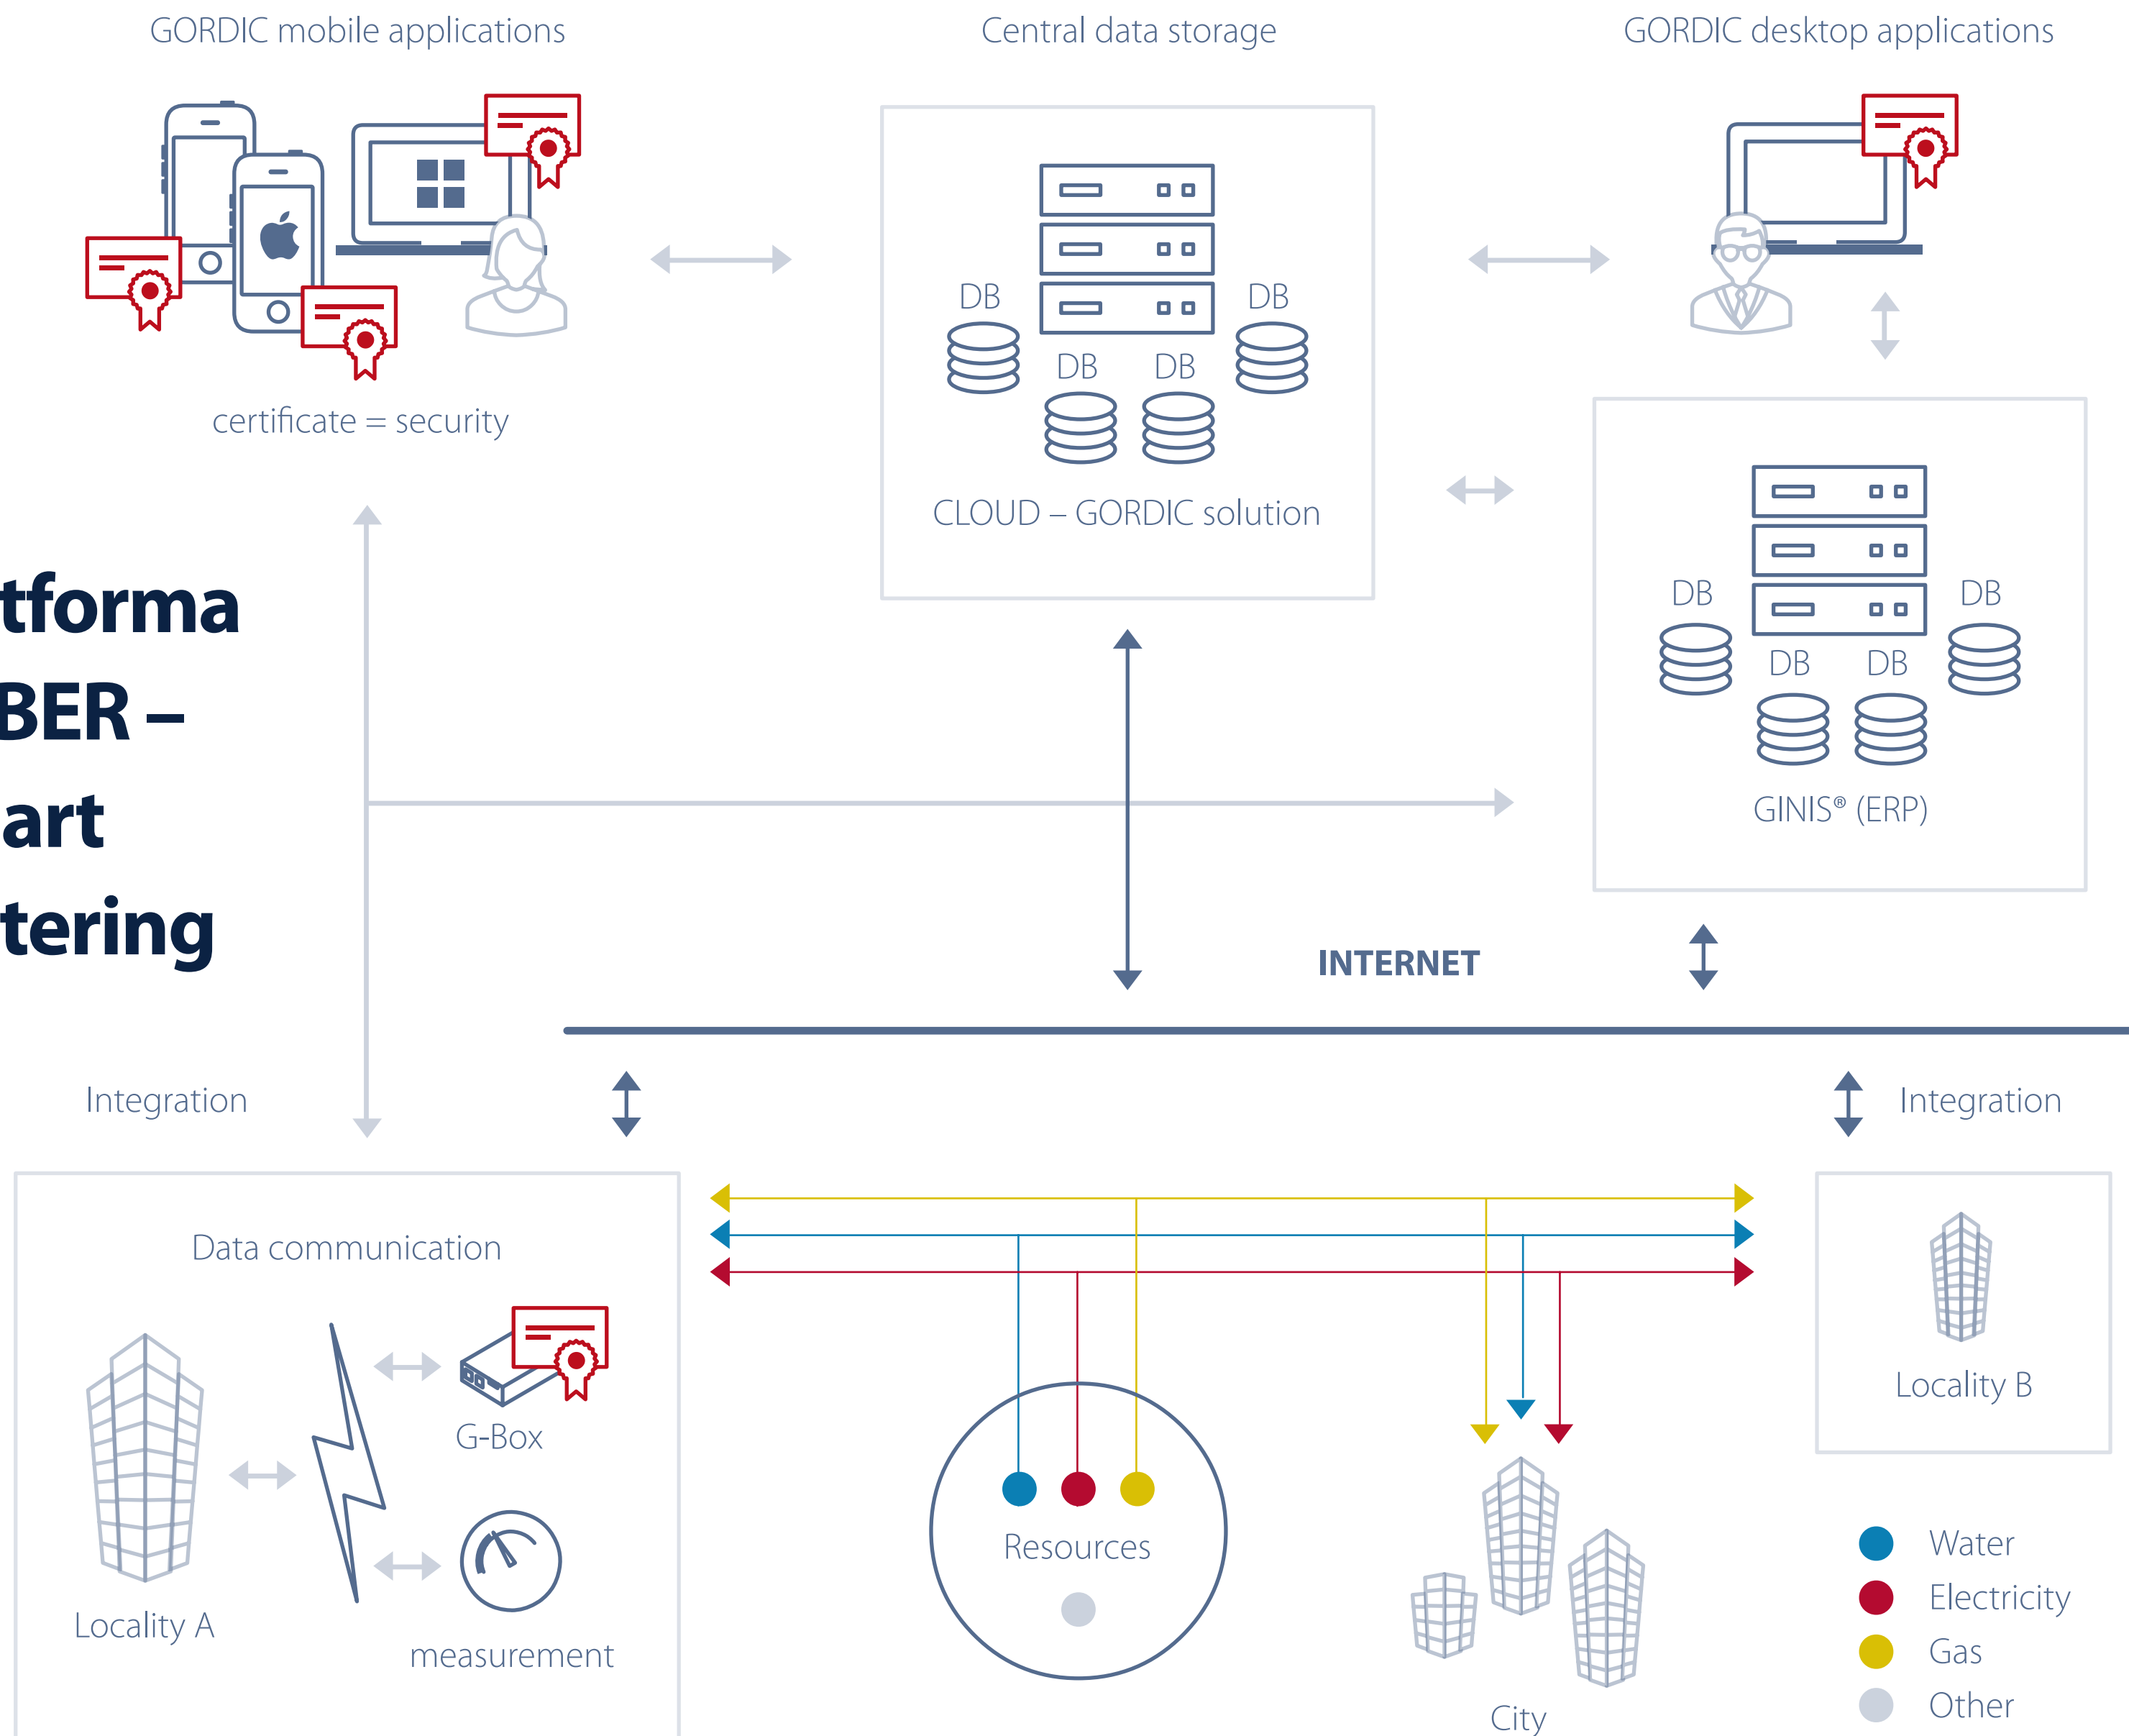 GORDIC mobile applications
Central data storage
GORDIC desktop applications
DB
DB
DB
DB
certificate = security
CLOUD – GORDIC solution
DB
DB
DB
DB
GINIS® (ERP)
tforma
BER –
art
tering
INTERNET
Integration
Integration
Data communication
G-Box
Locality A
measurement
Resources
City
Locality B
Water
Electricity
Gas
Other